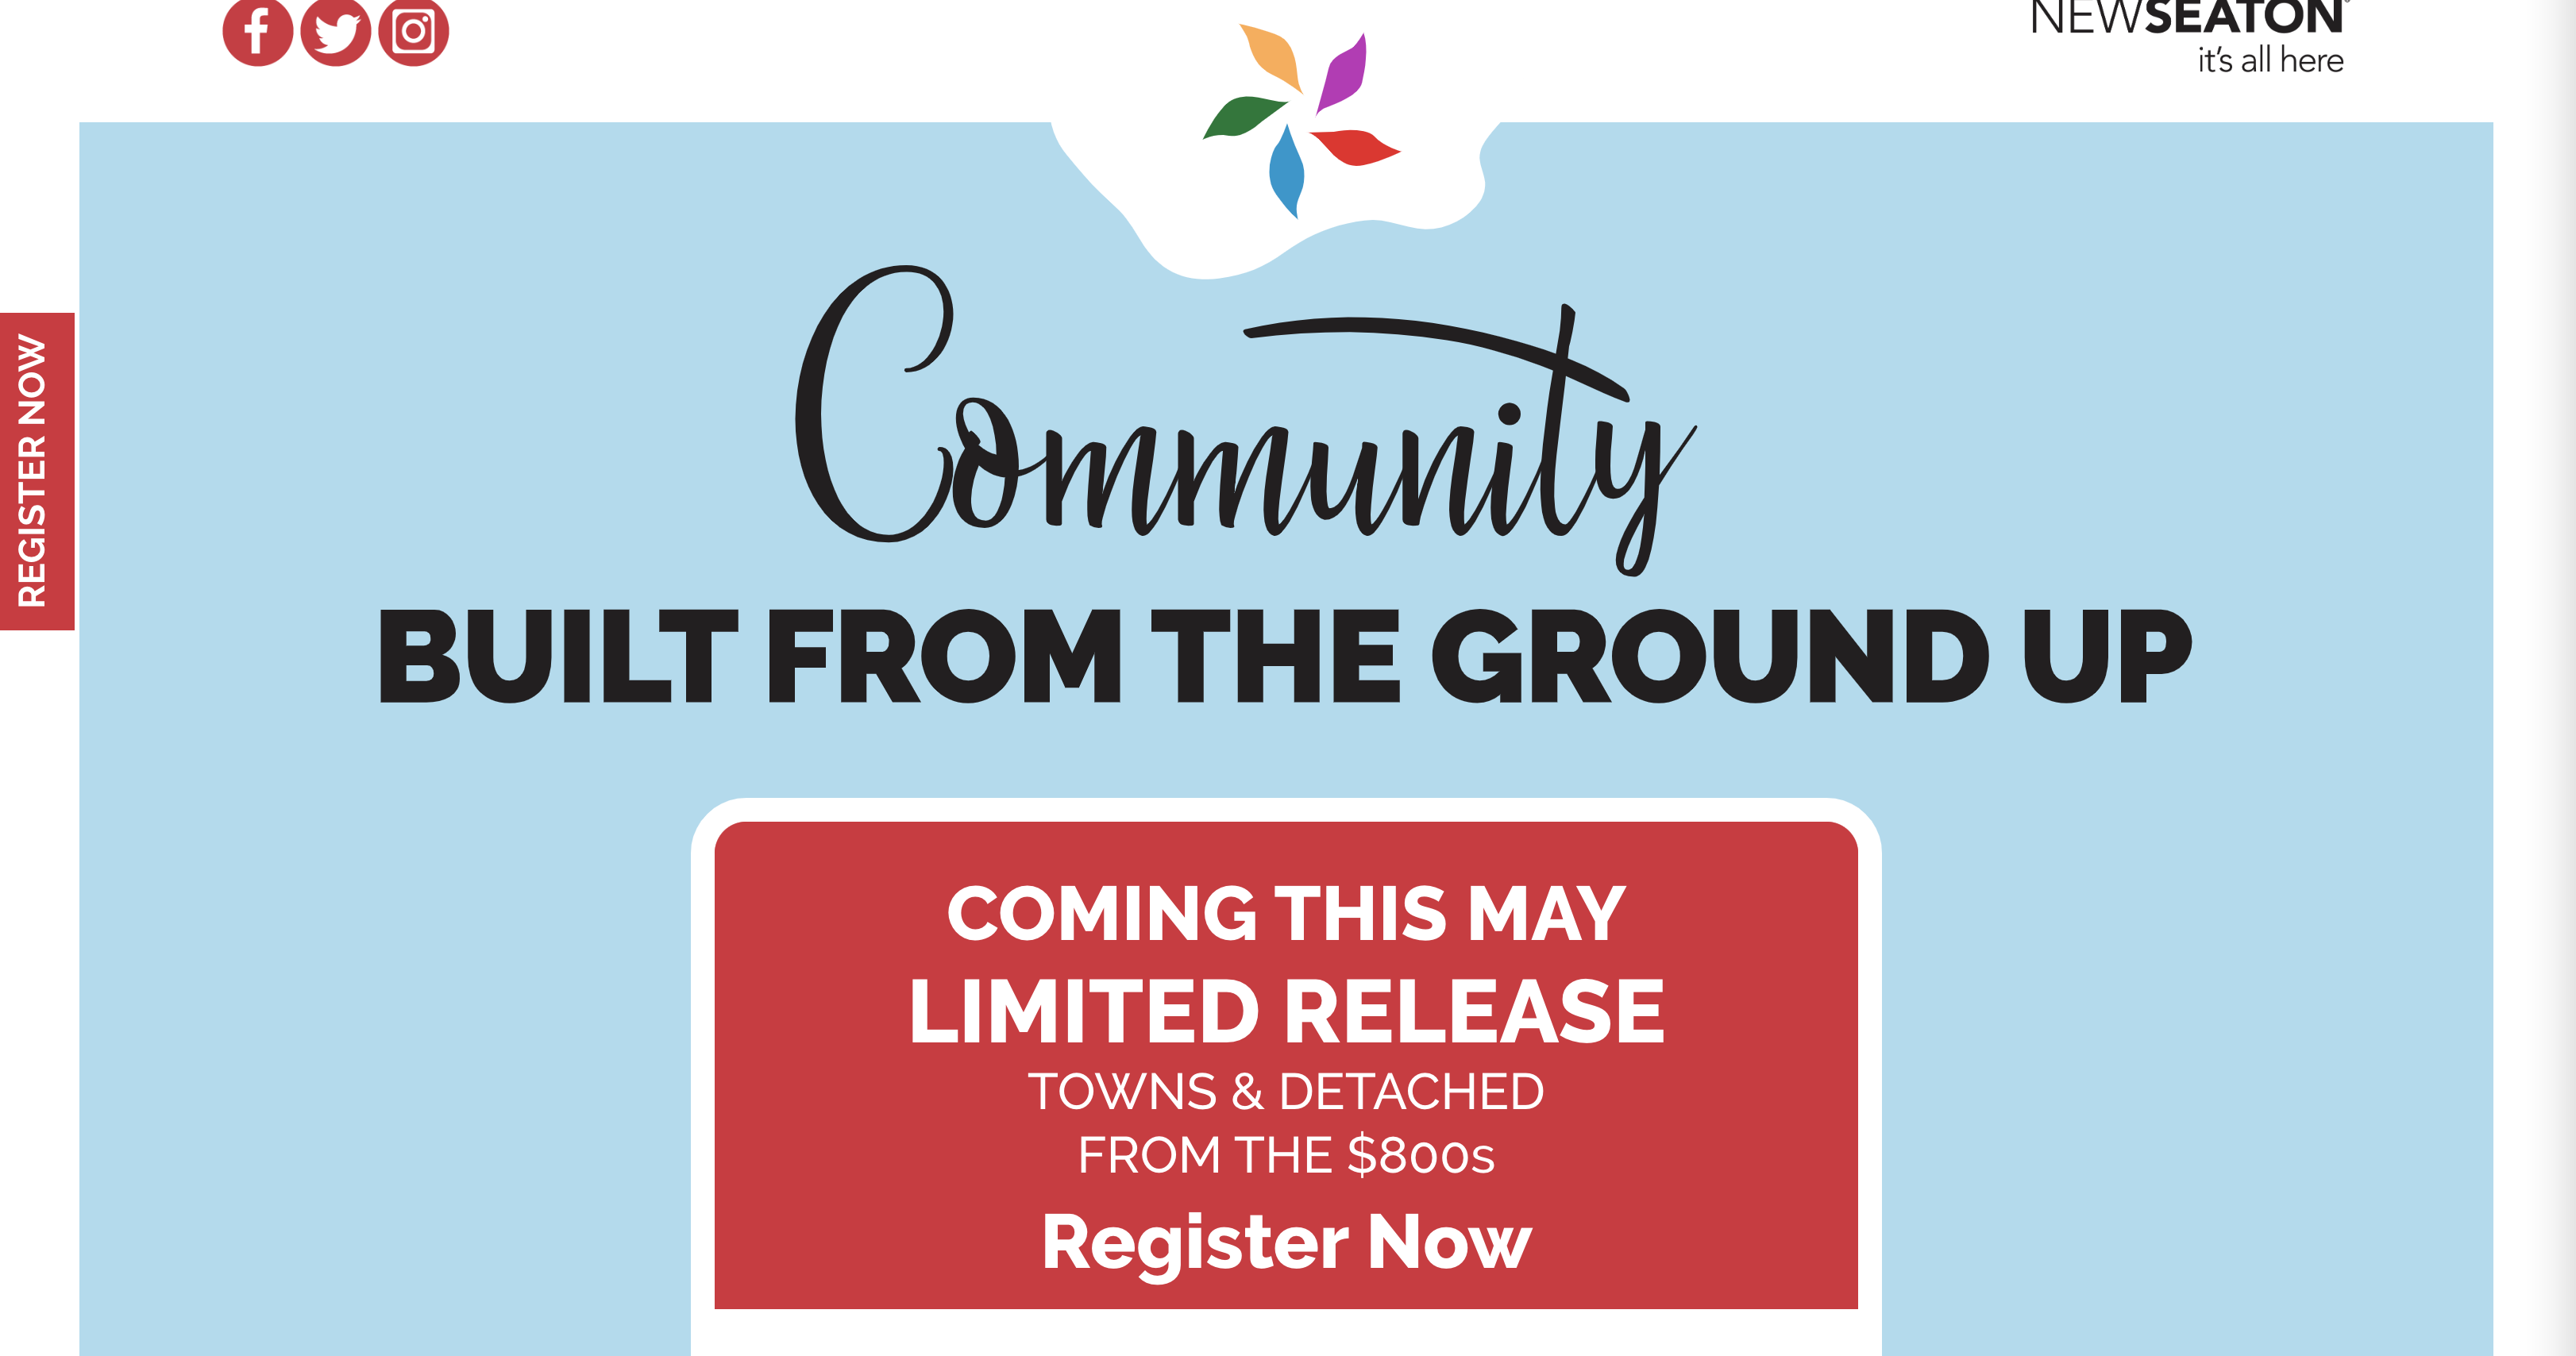 NEWSEATON
it's all here
REGISTER NOW
Community
BUILT FROM THE GROUND UP
COMING THIS MAY
LIMITED RELEASE
TOWNS & DETACHED
FROM THE $800s
Register Now